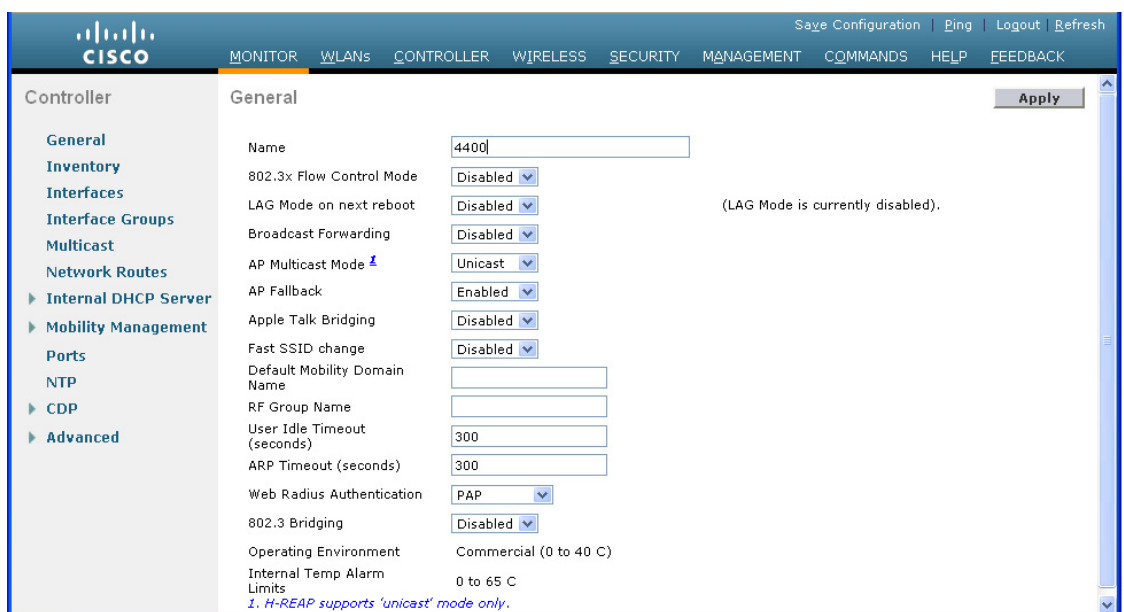 Save Configuration | Ping | Logout | Refresh
CISCO
MONITOR WLANs CONTROLLER WIRELESS SECURITY MANAGEMENT COMMANDS HELP FEEDBACK
Controller
General
Inventory
Interfaces
Interface Groups
Multicast
Network Routes
Internal DHCP Server
Mobility Management
Ports
NTP
CDP
Advanced
General
Apply
Name 4400
802.3x Flow Control Mode Disabled
LAG Mode on next reboot Disabled (LAG Mode is currently disabled).
Broadcast Forwarding Disabled
AP Multicast Mode 1 Unicast
AP Fallback Enabled
Apple Talk Bridging Disabled
Fast SSID change Disabled
Default Mobility Domain
Name
RF Group Name
User Idle Timeout
(seconds) 300
ARP Timeout (seconds) 300
Web Radius Authentication PAP
802.3 Bridging Disabled
Operating Environment Commercial (0 to 40 C)
Internal Temp Alarm
Limits 0 to 65 C
1. H-REAP supports 'unicast' mode only.